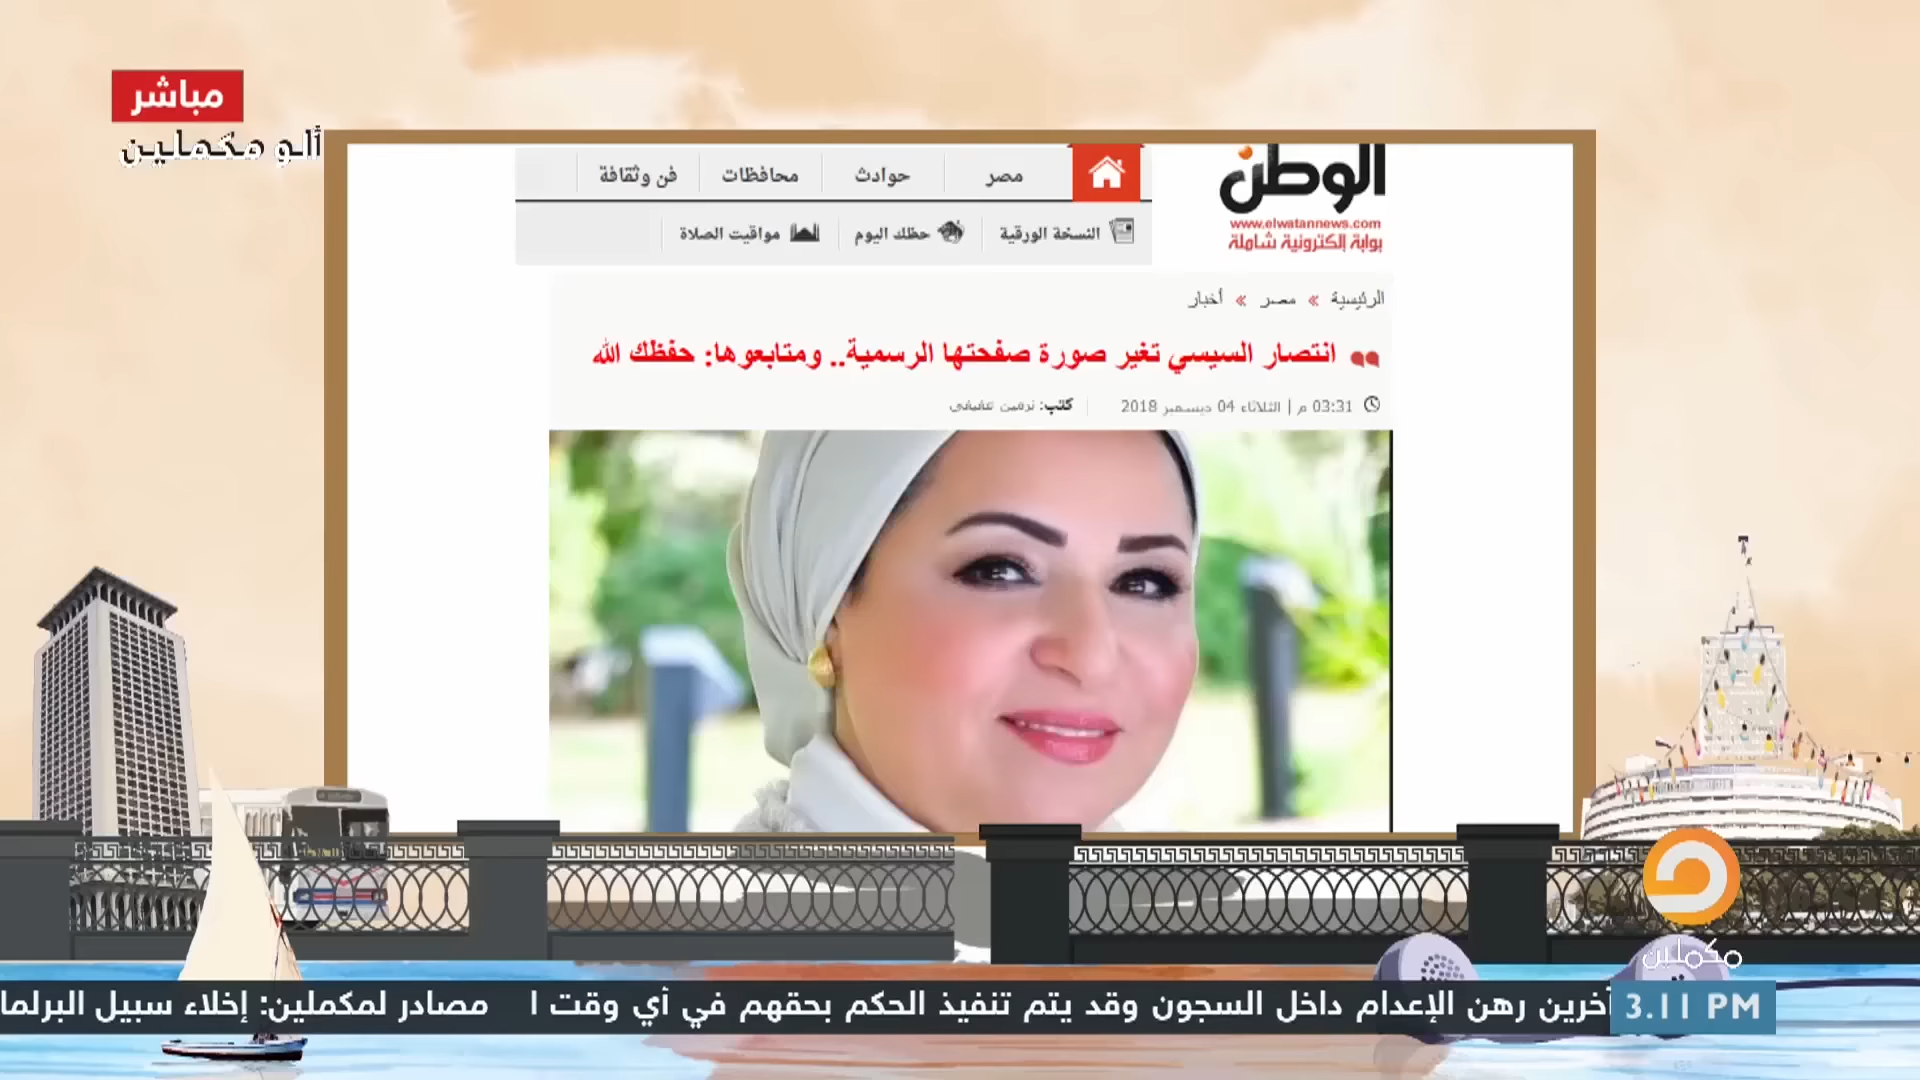 مباشر
ألو مكملين
الوطن
www.elwatannews.com
بوابة إلكترونية شاملة
مصر
حوادث
محافظات
فن وثقافة
النسخة الورقية
حظك اليوم
مواقيت الصلاة
الرئيسية » مصر » أخبار
انتصار السيسي تغير صورة صفحتها الرسمية.. ومتابعوها: حفظك الله
03:31 م | الثلاثاء 04 ديسمبر 2018
كتب: نرمين عفيفي
مكملين
آخرين رهن الإعدام داخل السجون وقد يتم تنفيذ الحكم بحقهم في أي وقت ا
مصادر لمكملين: إخلاء سبيل البرلما
3.11 PM